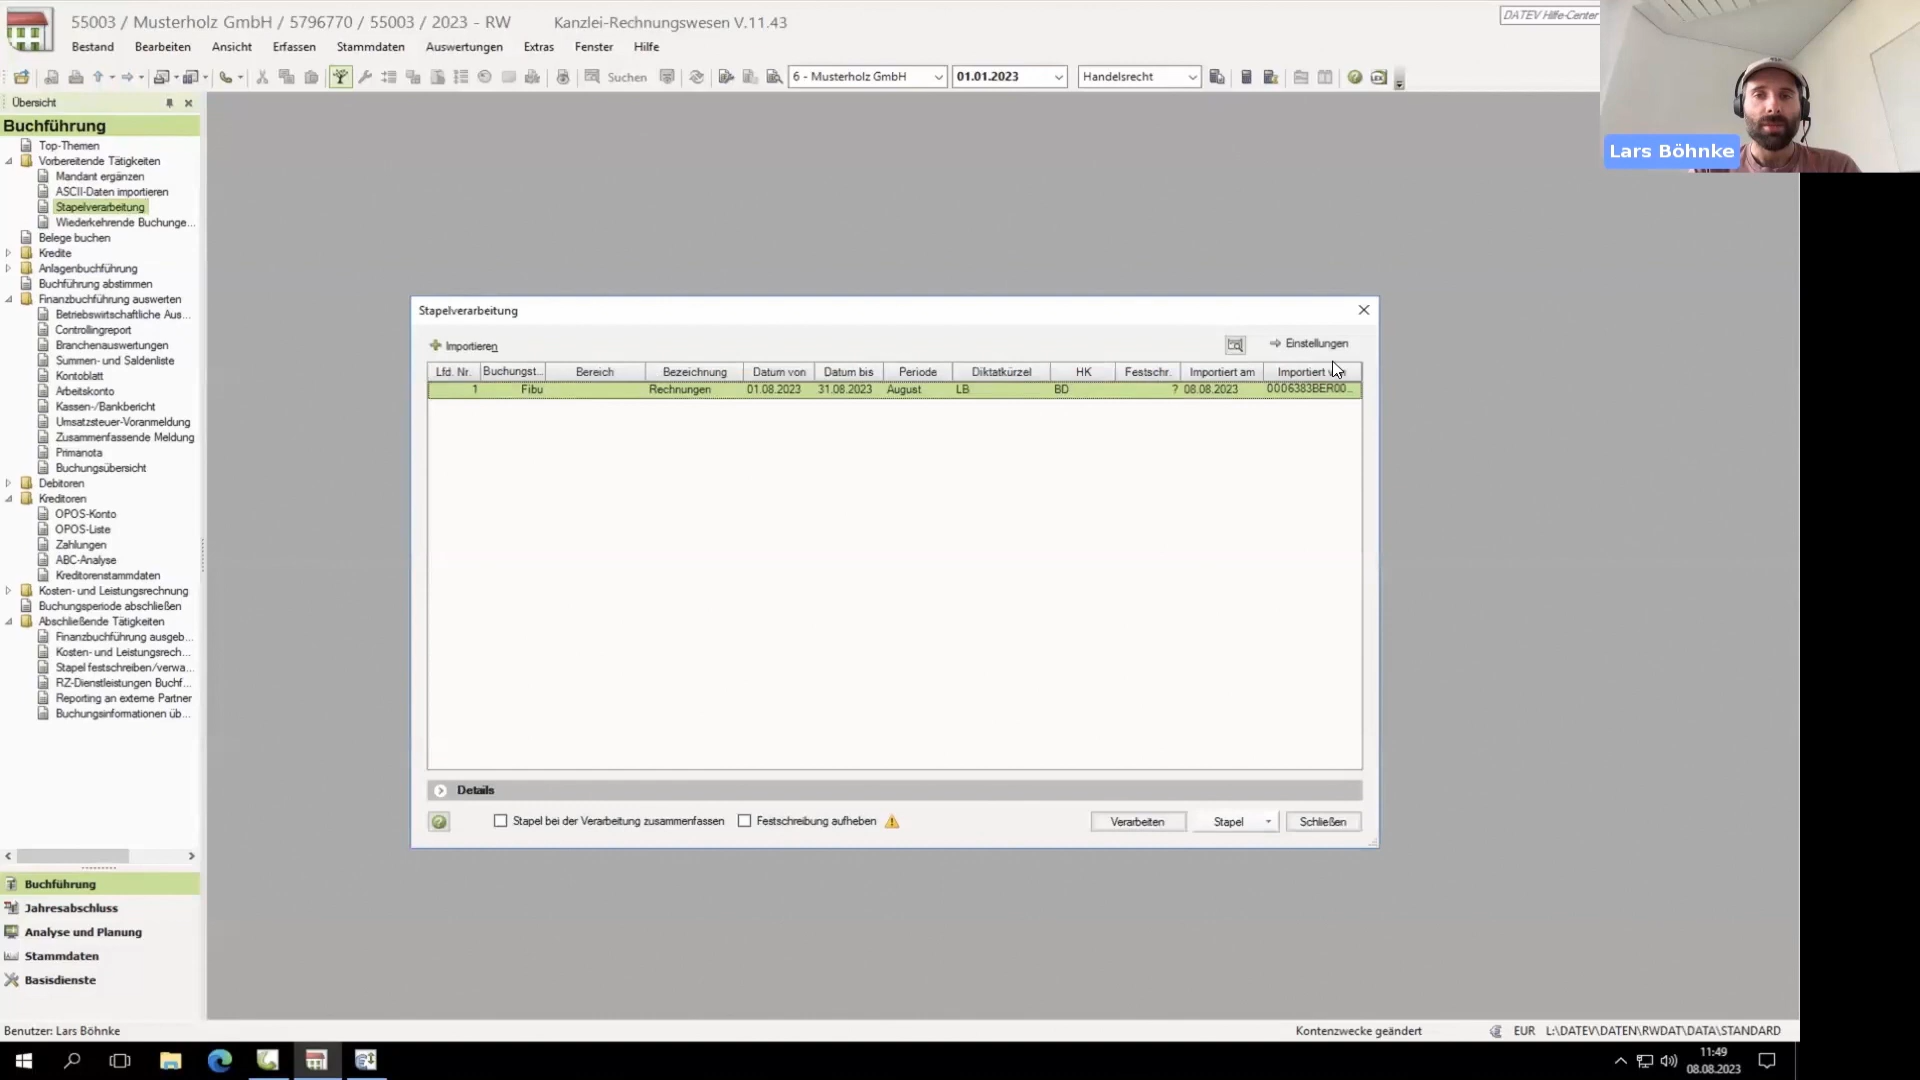 55003 / Musterholz GmbH / 5796770 / 55003 / 2023 - RW Kanzlei-Rechnungswesen V.11.43
DATEV Hilfe-Center
Bestand Bearbeiten Ansicht Erfassen Stammdaten Auswertungen Extras Fenster Hilfe
Suchen 6 - Musterholz GmbH 01.01.2023 Handelsrecht
Lars Böhnke
Übersicht
Buchführung
Top-Themen
Vorbereitende Tätigkeiten
Mandant ergänzen
ASCII-Daten importieren
Stapelverarbeitung
Wiederkehrende Buchunge...
Belege buchen
Kredite
Anlagenbuchführung
Buchführung abstimmen
Finanzbuchführung auswerten
Betriebswirtschaftliche Aus...
Controllingreport
Branchenauswertungen
Summen- und Saldenliste
Kontoblatt
Arbeitskonto
Kassen-/Bankbericht
Umsatzsteuer-Voranmeldung
Zusammenfassende Meldung
Primanota
Buchungsübersicht
Debitoren
Kreditoren
OPOS-Konto
OPOS-Liste
Zahlungen
ABC-Analyse
Kreditorenstammdaten
Kosten- und Leistungsrechnung
Buchungsperiode abschließen
Abschließende Tätigkeiten
Finanzbuchführung ausgeb...
Kosten- und Leistungsrech...
Stapel festschreiben/verwa...
RZ-Dienstleistungen Buchf...
Reporting an externe Partner
Buchungsinformationen üb...
Buchführung
Jahresabschluss
Analyse und Planung
Stammdaten
Basisdienste
Stapelverarbeitung
Importieren Einstellungen
Lfd. Nr. Buchungst... Bereich Bezeichnung Datum von Datum bis Periode Diktatkürzel HK Festschr. Importiert am Importiert
1 Fibu Rechnungen 01.08.2023 31.08.2023 August LB BD ? 08.08.2023 0006383BER00...
Details
Stapel bei der Verarbeitung zusammenfassen Festschreibung aufheben Verarbeiten Stapel Schließen
Benutzer: Lars Böhnke Kontenzwecke geändert EUR L:\DATEV\DATEN\RWDAT\DATA\STANDARD
11:49
08.08.2023